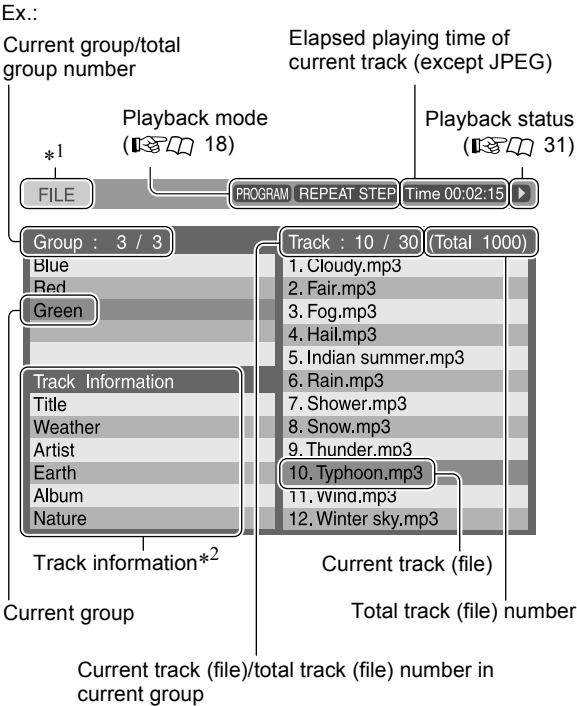 Ex.:
Current group/total
group number
Elapsed playing time of
current track (except JPEG)
Playback mode
(☞ 18)
Playback status
(☞ 31)
*1
FILE
PROGRAM REPEAT STEP Time 00:02:15
Group : 3 / 3
Track : 10 / 30 (Total 1000)
Blue
Red
Green
Track Information
Title
Weather
Artist
Earth
Album
Nature
1. Cloudy.mp3
2. Fair.mp3
3. Fog.mp3
4. Hail.mp3
5. Indian summer.mp3
6. Rain.mp3
7. Shower.mp3
8. Snow.mp3
9. Thunder.mp3
10. Typhoon.mp3
11. Wind.mp3
12. Winter sky.mp3
Track information*2
Current track (file)
Current group
Total track (file) number
Current track (file)/total track (file) number in
current group